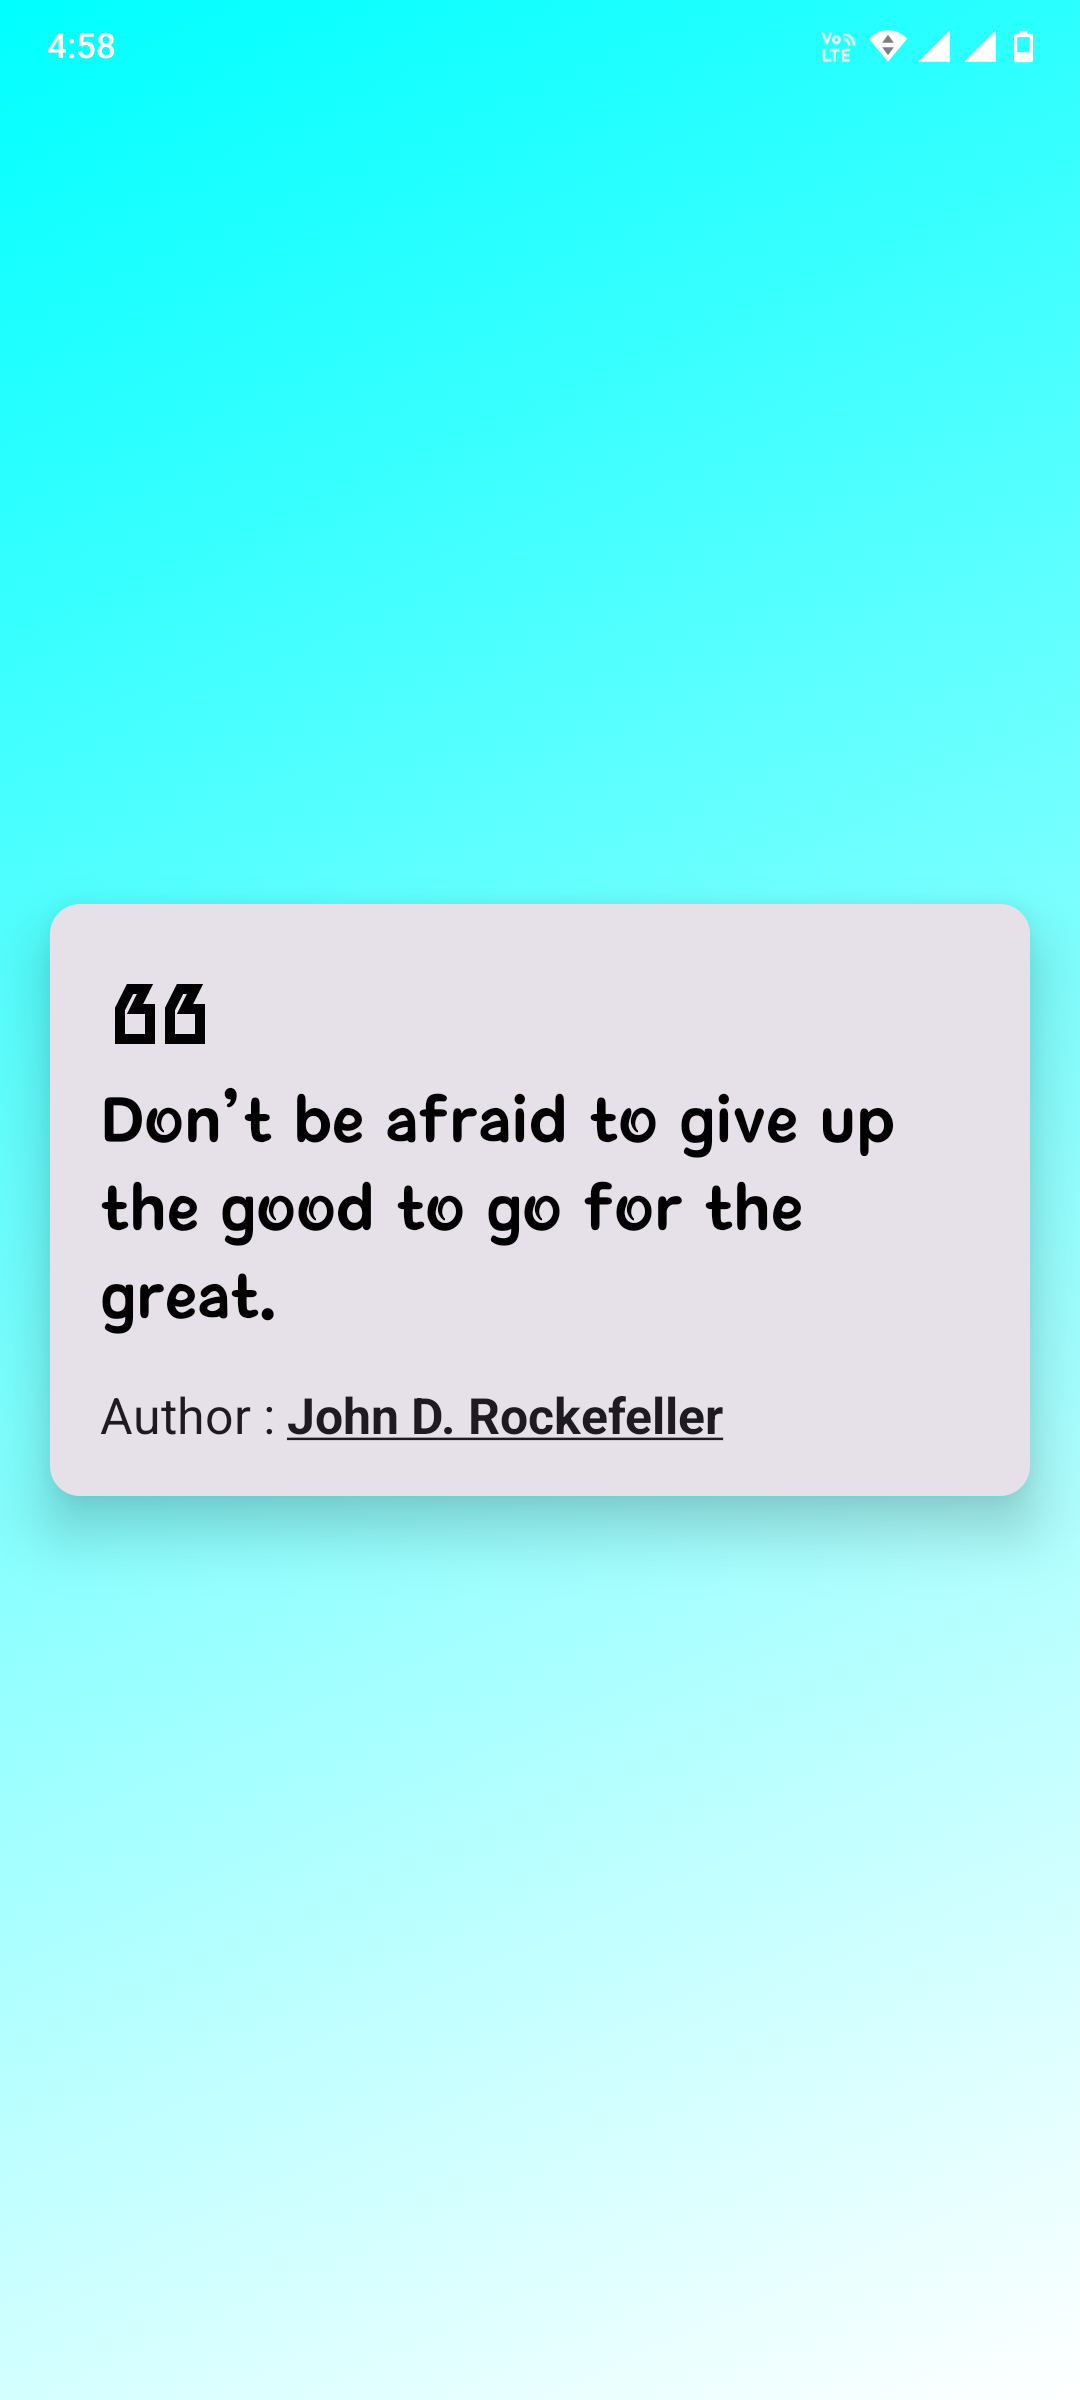 4:58
Vo LTE
Don't be afraid to give up
the good to go for the
great.
Author : John D. Rockefeller